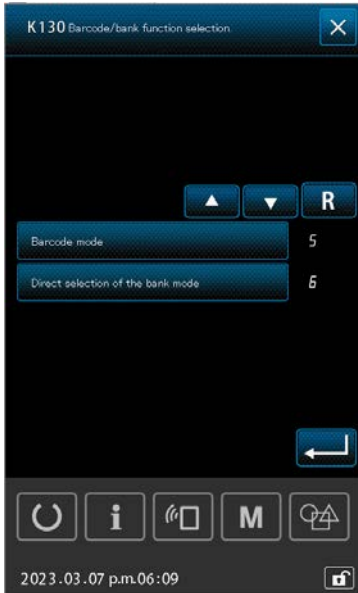 K130 Barcode/bank function selection.
R
Barcode mode 5
Direct selection of the bank mode 6
i M
2023.03.07 p.m.06:09